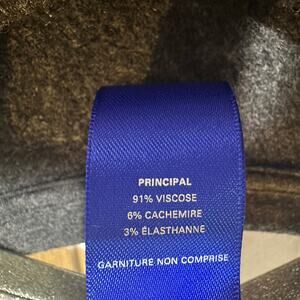 PRINCIPAL
91% VISCOSE
6% CACHEMIRE
3% ÉLASTHANNE
GARNITURE NON COMPRISE